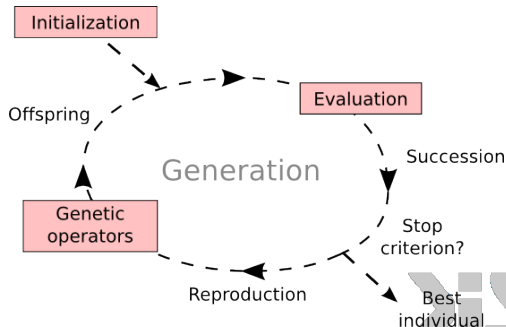 Initialization
Offspring
Evaluation
Generation
Succession
Genetic
operators
Stop
criterion?
Reproduction
Best
individual